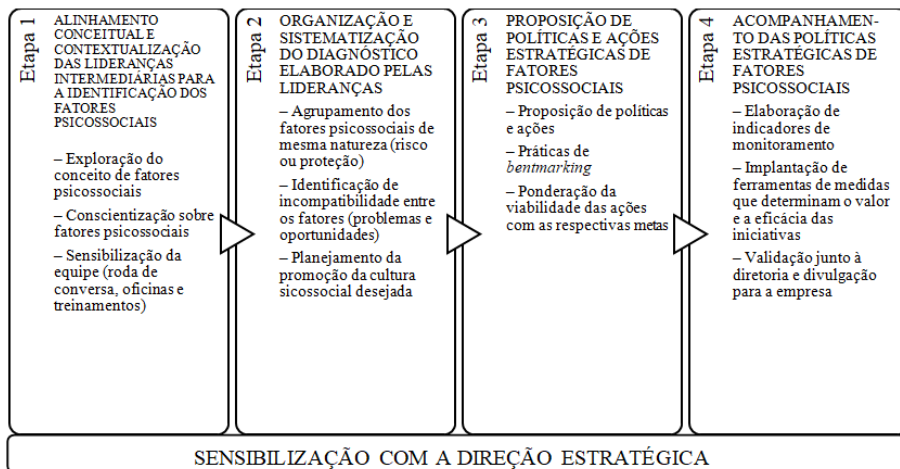 Etapa 1
ALINHAMENTO
CONCEITUAL E
CONTEXTUALIZAÇÃO
DAS LIDERANÇAS
INTERMEDIÁRIAS PARA
A IDENTIFICAÇÃO DOS
FATORES
PSICOSSOCIAIS
– Exploração do
conceito de fatores
psicossociais
– Conscientização sobre
fatores psicossociais
– Sensibilização da
equipe (roda de
conversa, oficinas e
treinamentos)
Etapa 2
ORGANIZAÇÃO E
SISTEMATIZAÇÃO
DO DIAGNÓSTICO
ELABORADO PELAS
LIDERANÇAS
– Agrupamento dos
fatores psicossociais de
mesma natureza (risco
ou proteção)
– Identificação de
incompatibilidade entre
os fatores (problemas e
oportunidades)
– Planejamento da
promoção da cultura
sicossocial desejada
Etapa 3
PROPOSIÇÃO DE
POLÍTICAS E AÇÕES
ESTRATÉGICAS DE
FATORES
PSICOSSOCIAIS
– Proposição de políticas
e ações
– Práticas de
bentmarking
– Ponderação da
viabilidade das ações
com as respectivas metas
Etapa 4
ACOMPANHAMEN-
TO DAS POLÍTICAS
ESTRATÉGICAS DE
FATORES
PSICOSSOCIAIS
– Elaboração de
indicadores de
monitoramento
– Implantação de
ferramentas de medidas
que determinam o valor
e a eficácia das
iniciativas
– Validação junto à
diretoria e divulgação
para a empresa
SENSIBILIZAÇÃO COM A DIREÇÃO ESTRATÉGICA